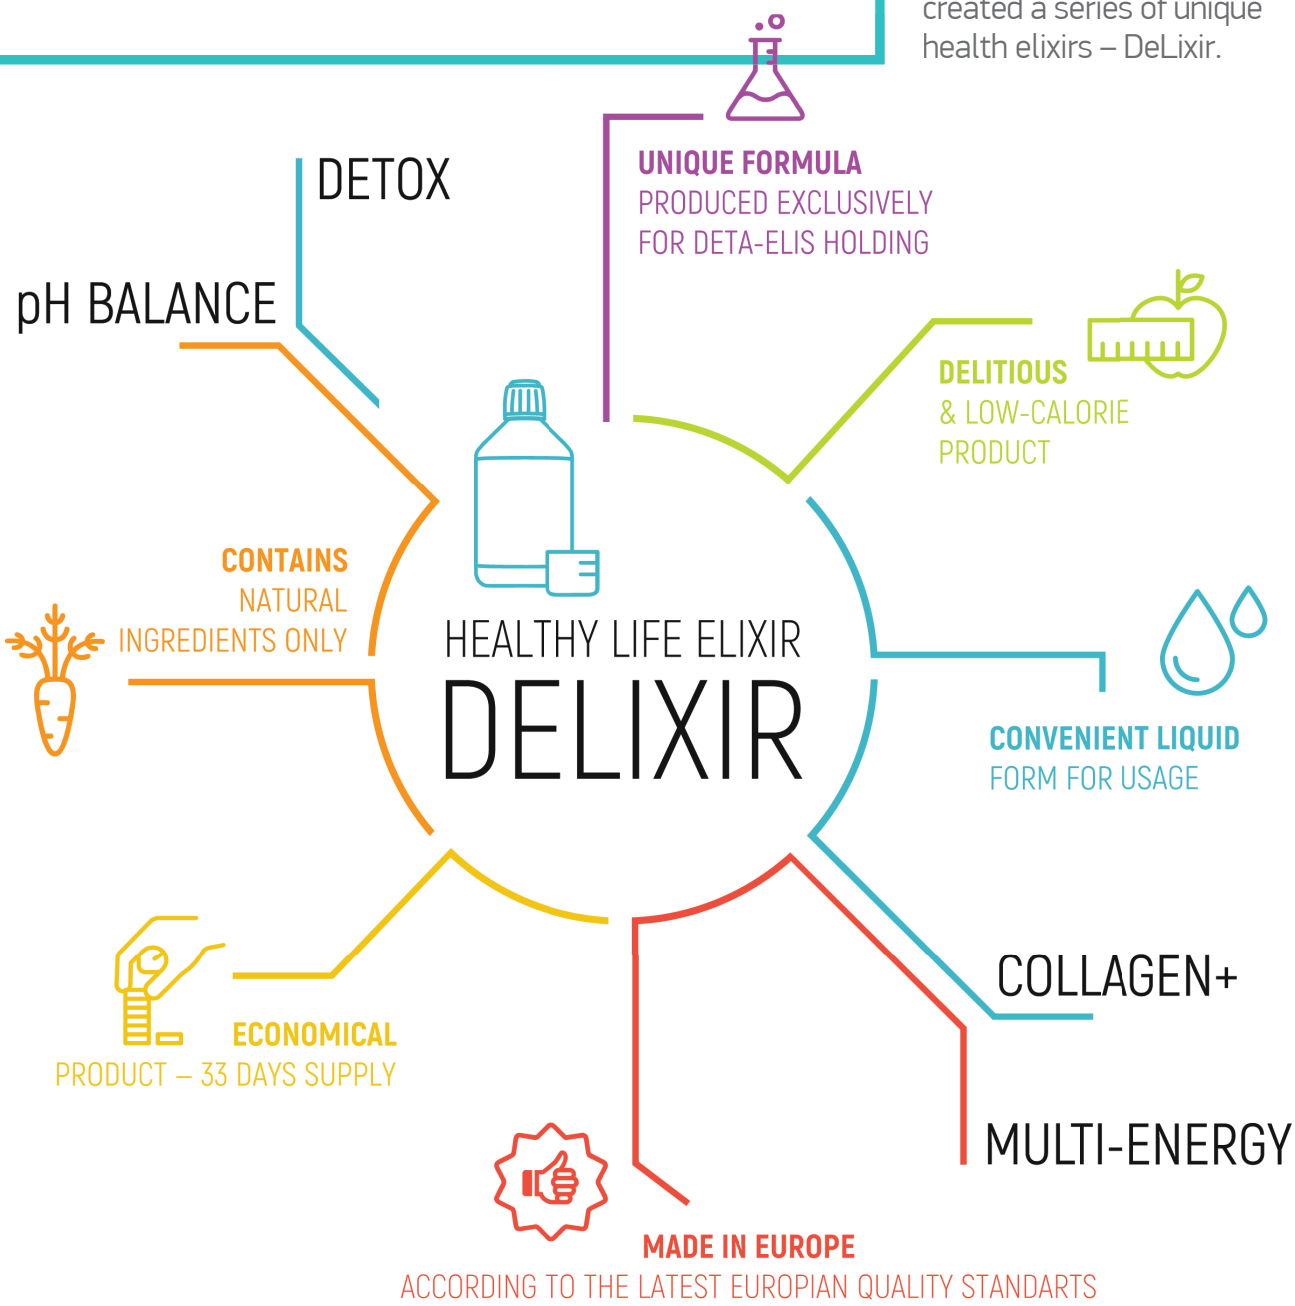 created a series of unique
health elixirs – DeLixir.
UNIQUE FORMULA
PRODUCED EXCLUSIVELY
FOR DETA-ELIS HOLDING
DETOX
pH BALANCE
DELITIOUS
& LOW-CALORIE
PRODUCT
CONTAINS
NATURAL
INGREDIENTS ONLY
HEALTHY LIFE ELIXIR
DELIXIR
CONVENIENT LIQUID
FORM FOR USAGE
COLLAGEN+
ECONOMICAL
PRODUCT – 33 DAYS SUPPLY
MULTI-ENERGY
MADE IN EUROPE
ACCORDING TO THE LATEST EUROPIAN QUALITY STANDARTS